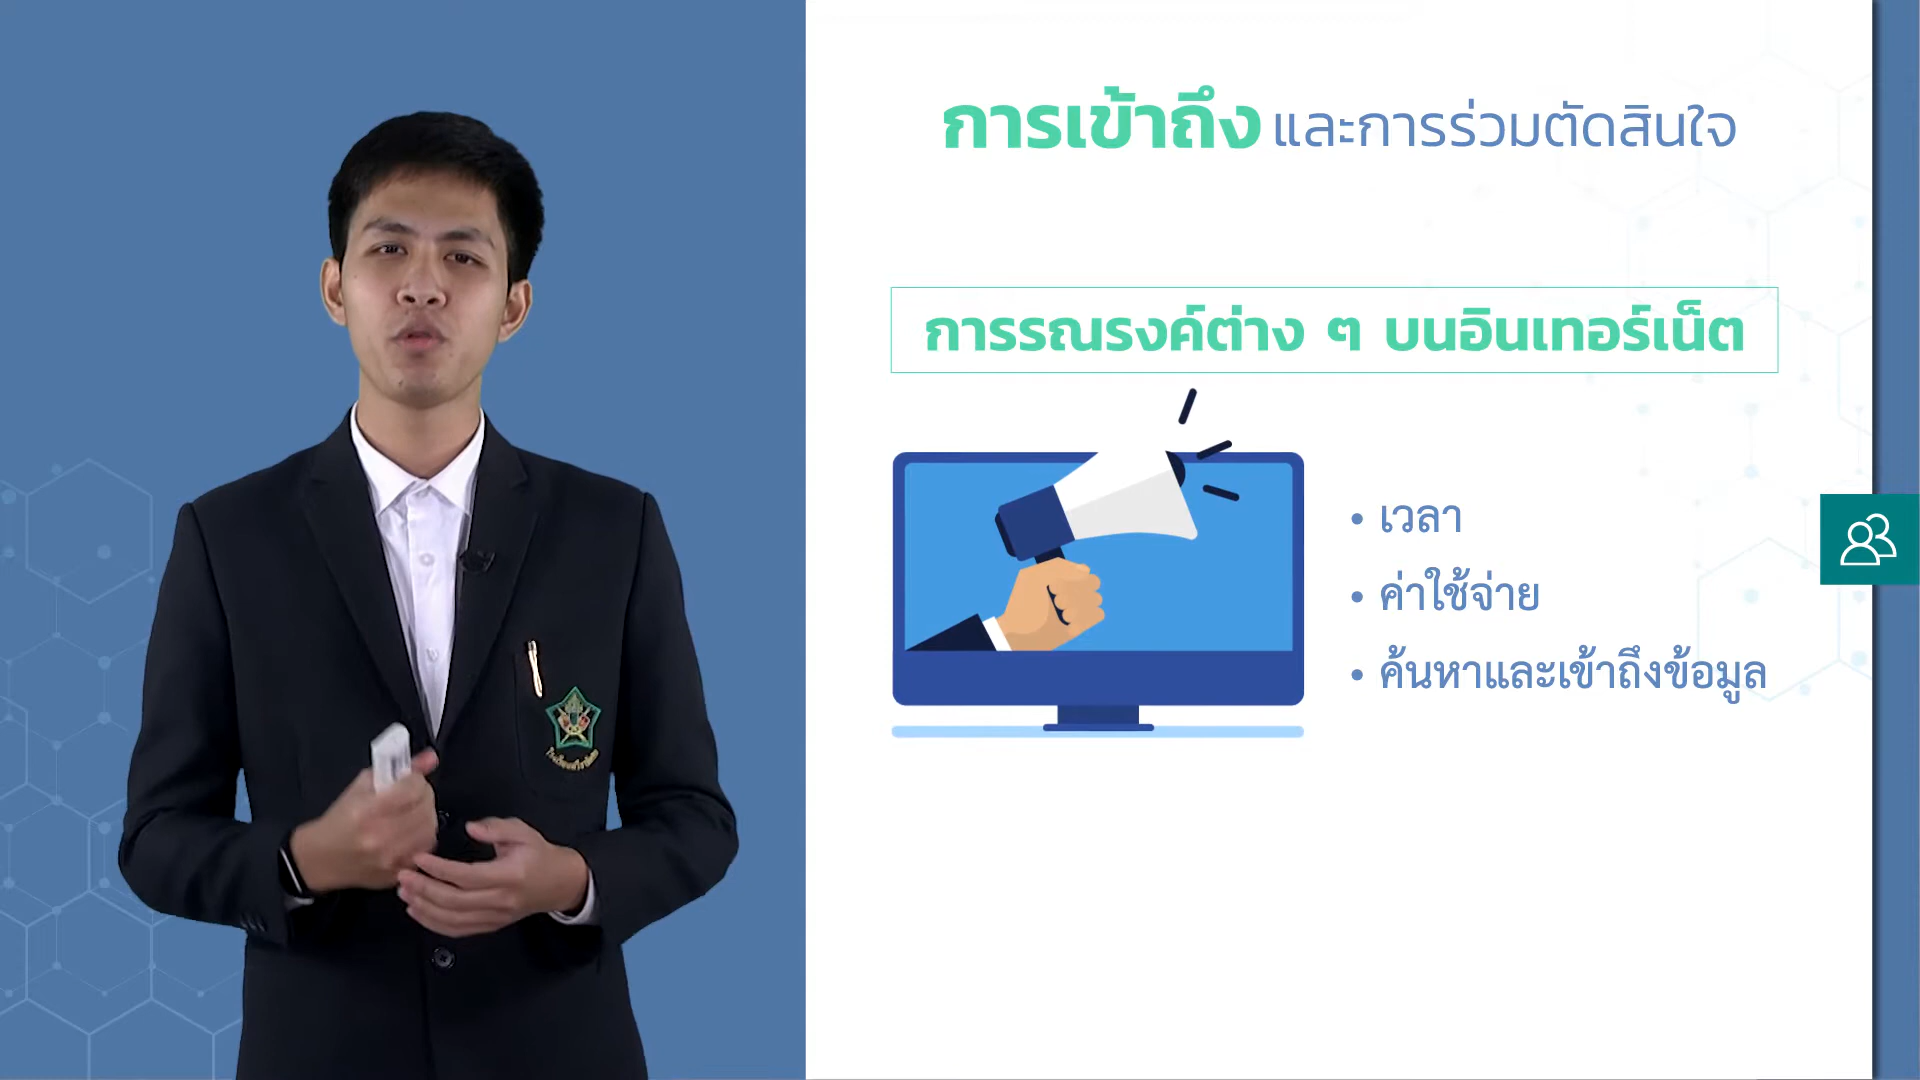 การเข้าถึง และการร่วมตัดสินใจ
การรณรงค์ต่าง ๆ บนอินเทอร์เน็ต
• เวลา
• ค่าใช้จ่าย
• ค้นหาและเข้าถึงข้อมูล